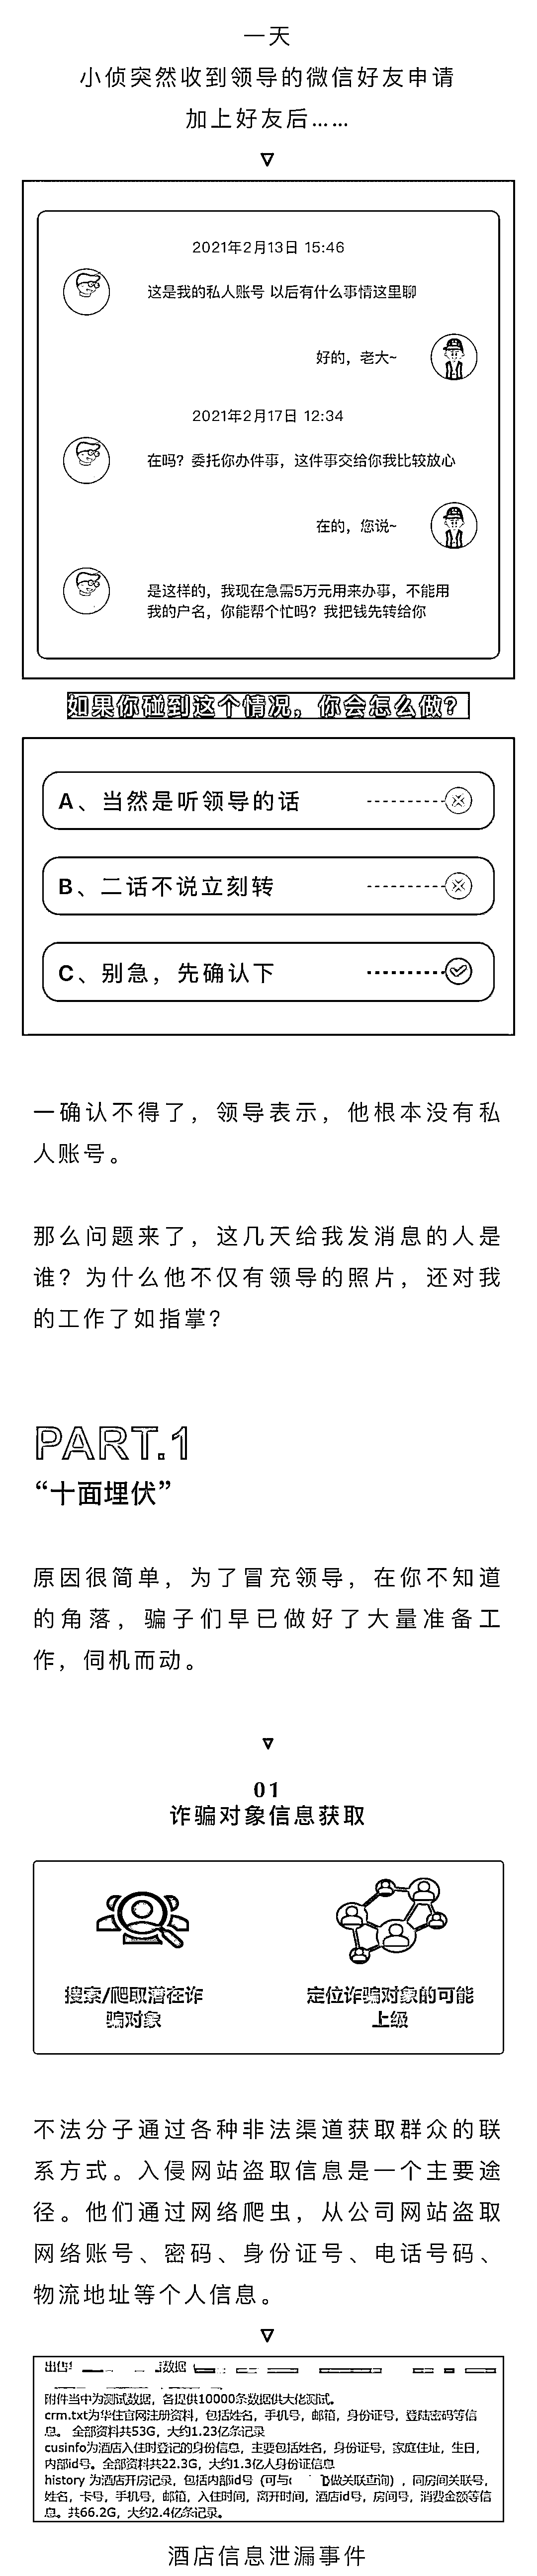 一天
小侦突然收到领导的微信好友申请
加上好友后……
2021年2月13日 15:46
这是我的私人账号 以后有什么事情这里聊
好的，老大~
2021年2月17日 12:34
在吗？委托你办件事，这件事交给你我比较放心
在的，您说~
是这样的，我现在急需5万元用来办事，不能用
我的户名，你能帮个忙吗？我把钱先转给你
如果你碰到这个情况，你会怎么做？
A、当然是听领导的话
B、二话不说立刻转
C、别急，先确认下
一确认不得了，领导表示，他根本没有私
人账号。
那么问题来了，这几天给我发消息的人是
谁？为什么他不仅有领导的照片，还对我
的工作了如指掌？
PART.1
“十面埋伏”
原因很简单，为了冒充领导，在你不知道
的角落，骗子们早已做好了大量准备工
作，伺机而动。
01
诈骗对象信息获取
搜索/爬取潜在诈
骗对象
定位诈骗对象的可能
上级
不法分子通过各种非法渠道获取群众的联
系方式。入侵网站盗取信息是一个主要途
径。他们通过网络爬虫，从公司网站盗取
网络账号、密码、身份证号、电话号码、
物流地址等个人信息。
数据
附件当中为测试数据，各提供10000条数据供大佬测试。
crm.txt为华住官网注册资料，包括姓名，手机号，邮箱，身份证号，登陆密码等信
息。 全部资料共53G，大约1.23亿条记录
cusinfo为酒店入住时登记的身份信息，主要包括姓名，身份证号，家庭住址，生日，
内部id号。全部资料共22.3G，大约1.3亿人身份证信息
history 为酒店开房记录，包括内部id号（可与 做关联查询），同房间关联号，
姓名，卡号，手机号，邮箱，入住时间，离开时间，酒店id号，房间号，消费金额等信
息。共66.2G，大约2.4亿条记录。
酒店信息泄漏事件